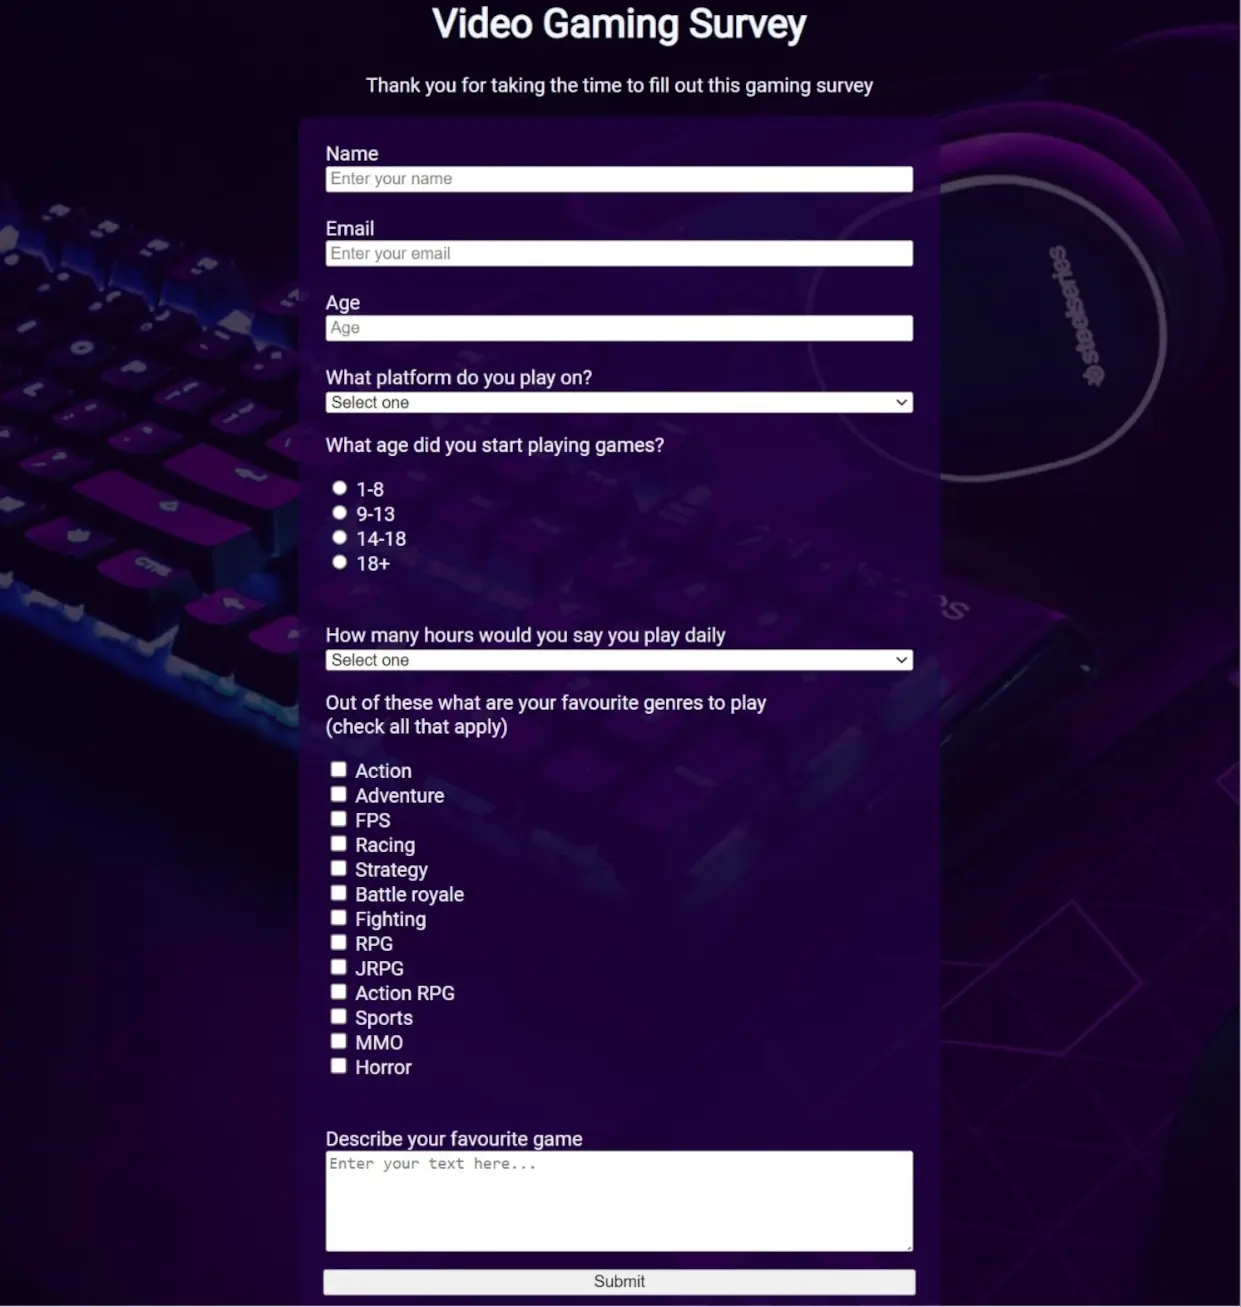 Video Gaming Survey
Thank you for taking the time to fill out this gaming survey
Name
Enter your name
Email
Enter your email
Age
Age
What platform do you play on?
Select one
What age did you start playing games?
1-8
9-13
14-18
18+
How many hours would you say you play daily
Select one
Out of these what are your favourite genres to play
(check all that apply)
Action
Adventure
FPS
Racing
Strategy
Battle royale
Fighting
RPG
JRPG
Action RPG
Sports
MMO
Horror
Describe your favourite game
Enter your text here...
Submit
steelseries
CTRL